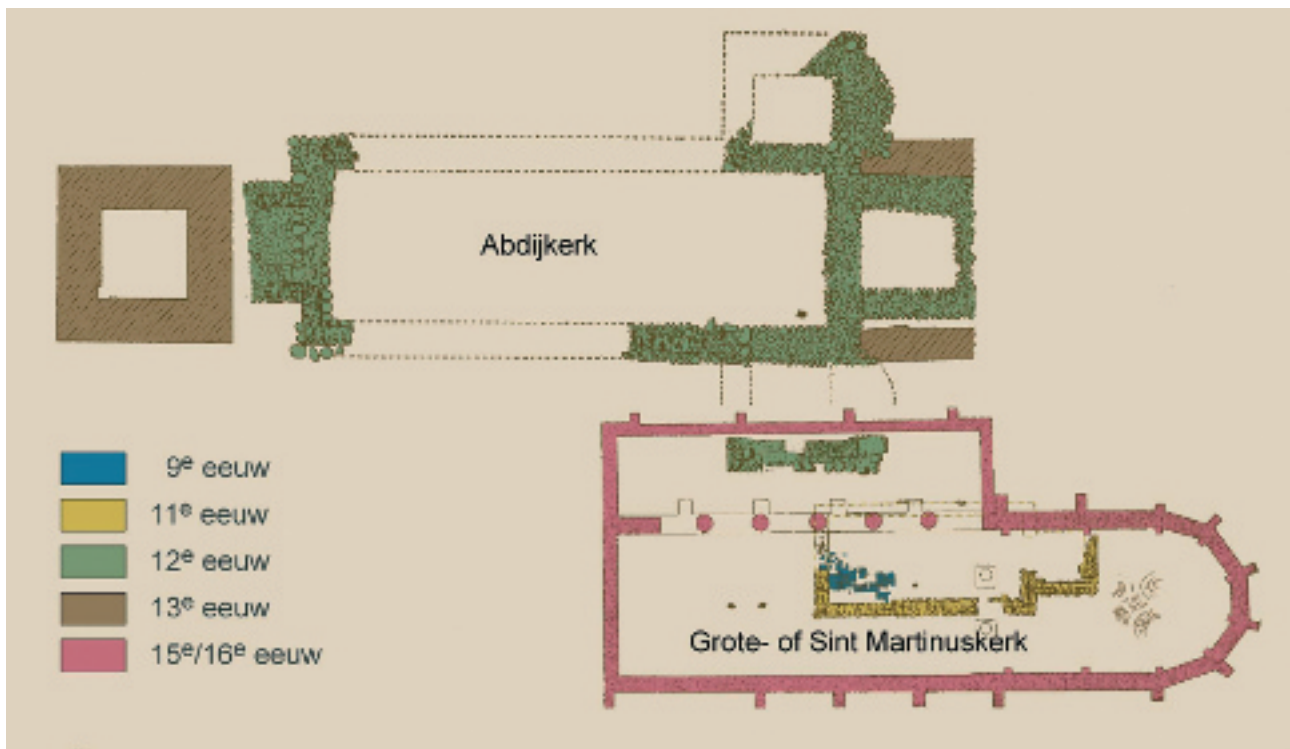 Abdijkerk
9e eeuw
11e eeuw
12e eeuw
13e eeuw
15e/16e eeuw
Grote- of Sint Martinuskerk